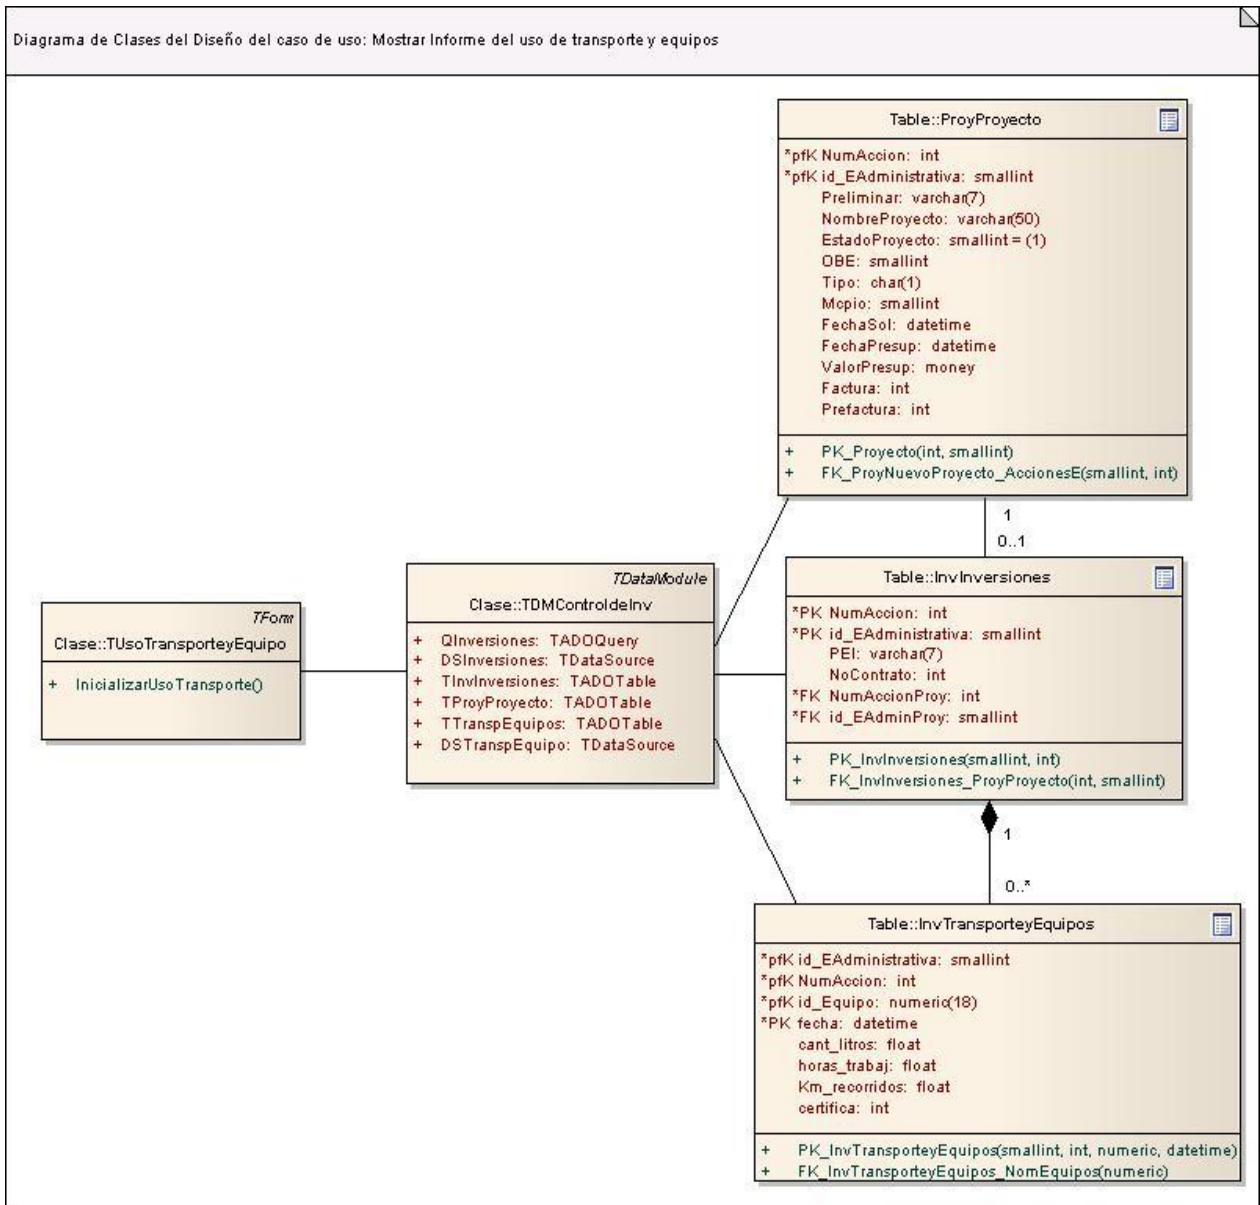 Diagrama de Clases del Diseño del caso de uso: Mostrar Informe del uso de transporte y equipos
Table::ProyProyecto
*pfK NumAccion: int
*pfK id_EAdministrativa: smallint
Preliminar: varchar(7)
NombreProyecto: varchar(50)
EstadoProyecto: smallint = (1)
OBE: smallint
Tipo: char(1)
Mcpio: smallint
FechaSol: datetime
FechaPresup: datetime
ValorPresup: money
Factura: int
Prefactura: int
+ PK_Proyecto(int, smallint)
+ FK_ProyNuevoProyecto_AccionesE(smallint, int)
1
0..1
TForm
Clase::TUsoTransporteyEquipo
+ InicializarUsoTransporte()
TDataModule
Clase::TDMControldeInv
+ QInversiones: TADOQuery
+ DSInversiones: TDataSource
+ TInvInversiones: TADOTable
+ TProyProyecto: TADOTable
+ TTranspEquipos: TADOTable
+ DSTranspEquipo: TDataSource
Table::InvInversiones
*PK NumAccion: int
*PK id_EAdministrativa: smallint
PEI: varchar(7)
NoContrato: int
*FK NumAccionProy: int
*FK id_EAdminProy: smallint
+ PK_InvInversiones(smallint, int)
+ FK_InvInversiones_ProyProyecto(int, smallint)
1
0..*
Table::InvTransporteyEquipos
*pfK id_EAdministrativa: smallint
*pfK NumAccion: int
*pfK id_Equipo: numeric(18)
*PK fecha: datetime
cant_litros: float
horas_trabaj: float
Km_recorridos: float
certifica: int
+ PK_InvTransporteyEquipos(smallint, int, numeric, datetime)
+ FK_InvTransporteyEquipos_NomEquipos(numeric)